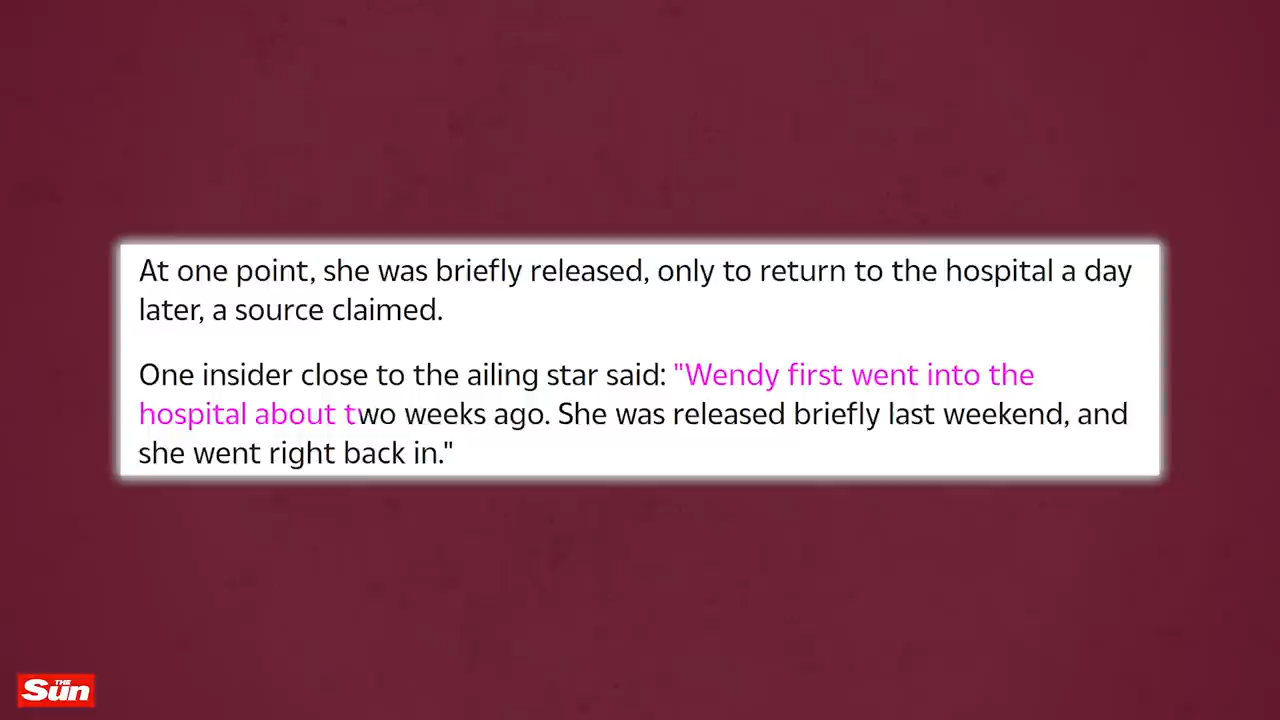 At one point, she was briefly released, only to return to the hospital a day
later, a source claimed.
One insider close to the ailing star said: "Wendy first went into the
hospital about two weeks ago. She was released briefly last weekend, and
she went right back in."
THE
Sun